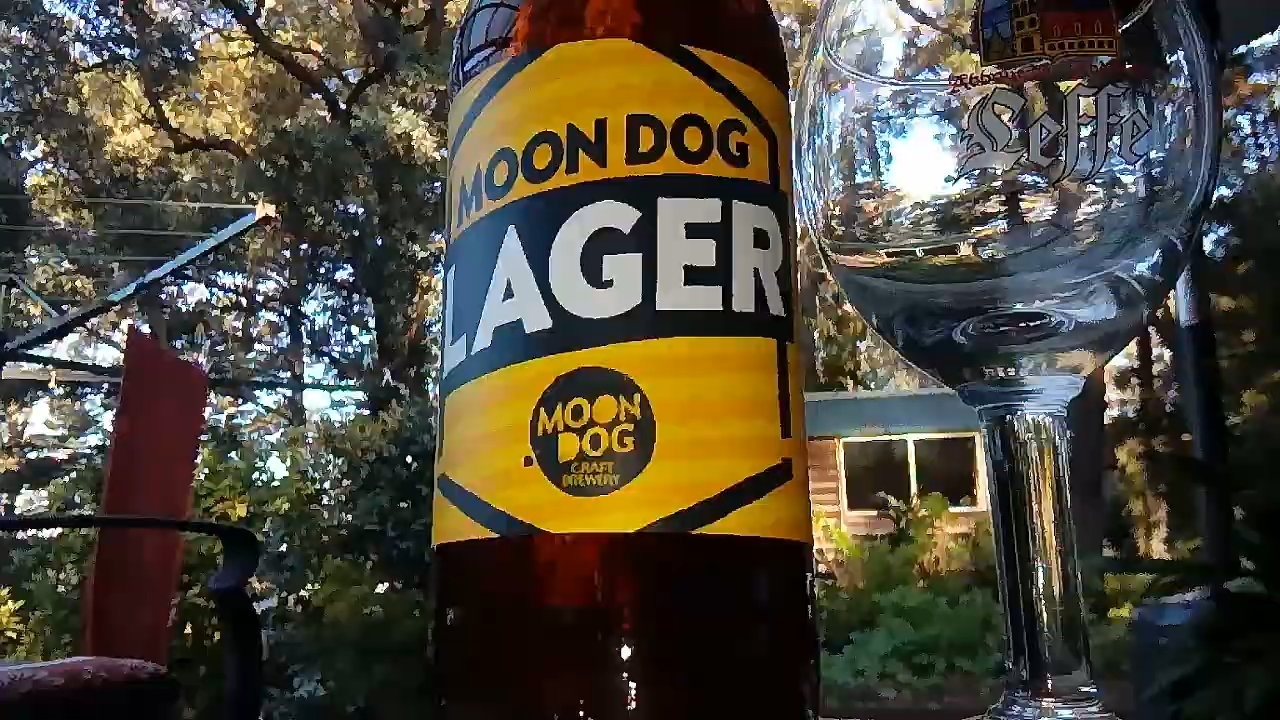 MOON DOG
LAGER
MOON
DOG
CRAFT
BREWERY
Leffe